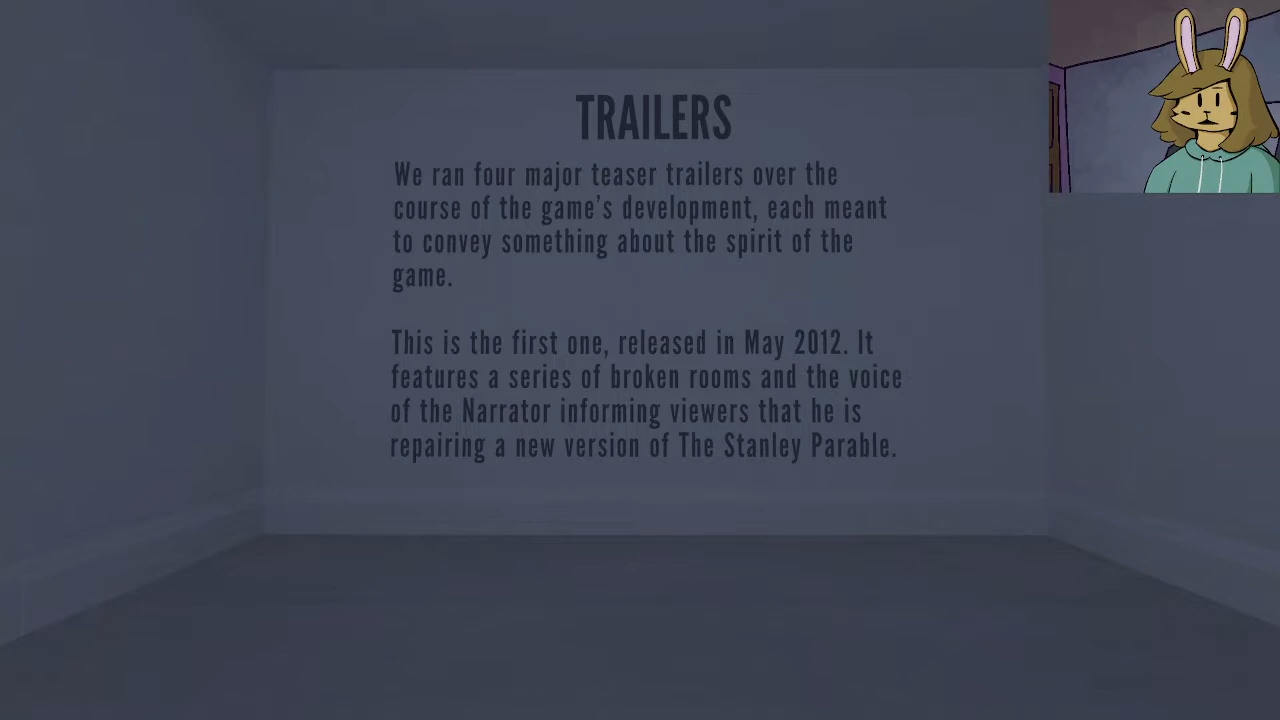 TRAILERS
We ran four major teaser trailers over the
course of the game's development, each meant
to convey something about the spirit of the
game.
This is the first one, released in May 2012. It
features a series of broken rooms and the voice
of the Narrator informing viewers that he is
repairing a new version of The Stanley Parable.